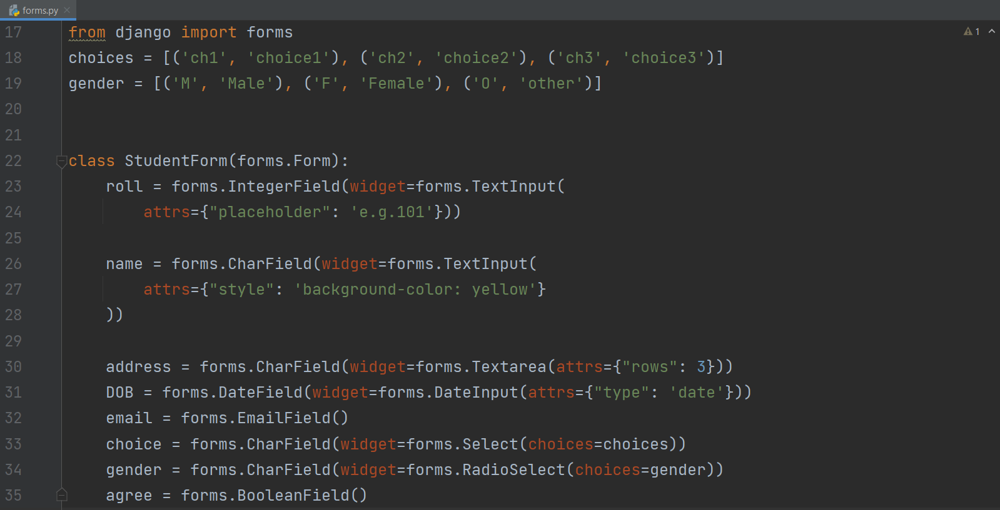 forms.py
1
17 from django import forms
18 choices = [('ch1', 'choice1'), ('ch2', 'choice2'), ('ch3', 'choice3')]
19 gender = [('M', 'Male'), ('F', 'Female'), ('O', 'other')]
20
21
22 class StudentForm(forms.Form):
23     roll = forms.IntegerField(widget=forms.TextInput(
24         attrs={"placeholder": 'e.g.101'}))
25
26     name = forms.CharField(widget=forms.TextInput(
27         attrs={"style": 'background-color: yellow'}
28     ))
29
30     address = forms.CharField(widget=forms.Textarea(attrs={"rows": 3}))
31     DOB = forms.DateField(widget=forms.DateInput(attrs={"type": 'date'}))
32     email = forms.EmailField()
33     choice = forms.CharField(widget=forms.Select(choices=choices))
34     gender = forms.CharField(widget=forms.RadioSelect(choices=gender))
35     agree = forms.BooleanField()